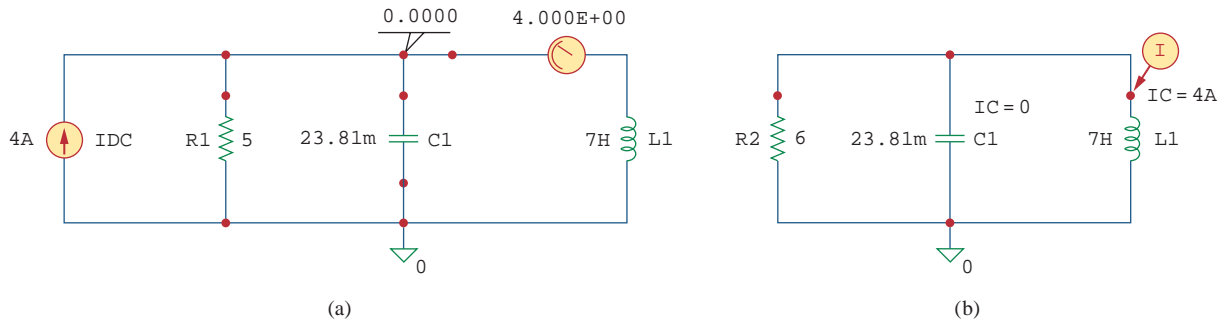 0.0000
4.000E+00
4A
IDC
R1
5
23.81m
C1
7H
L1
0
(a)
I
IC = 4A
IC = 0
R2
6
23.81m
C1
7H
L1
0
(b)